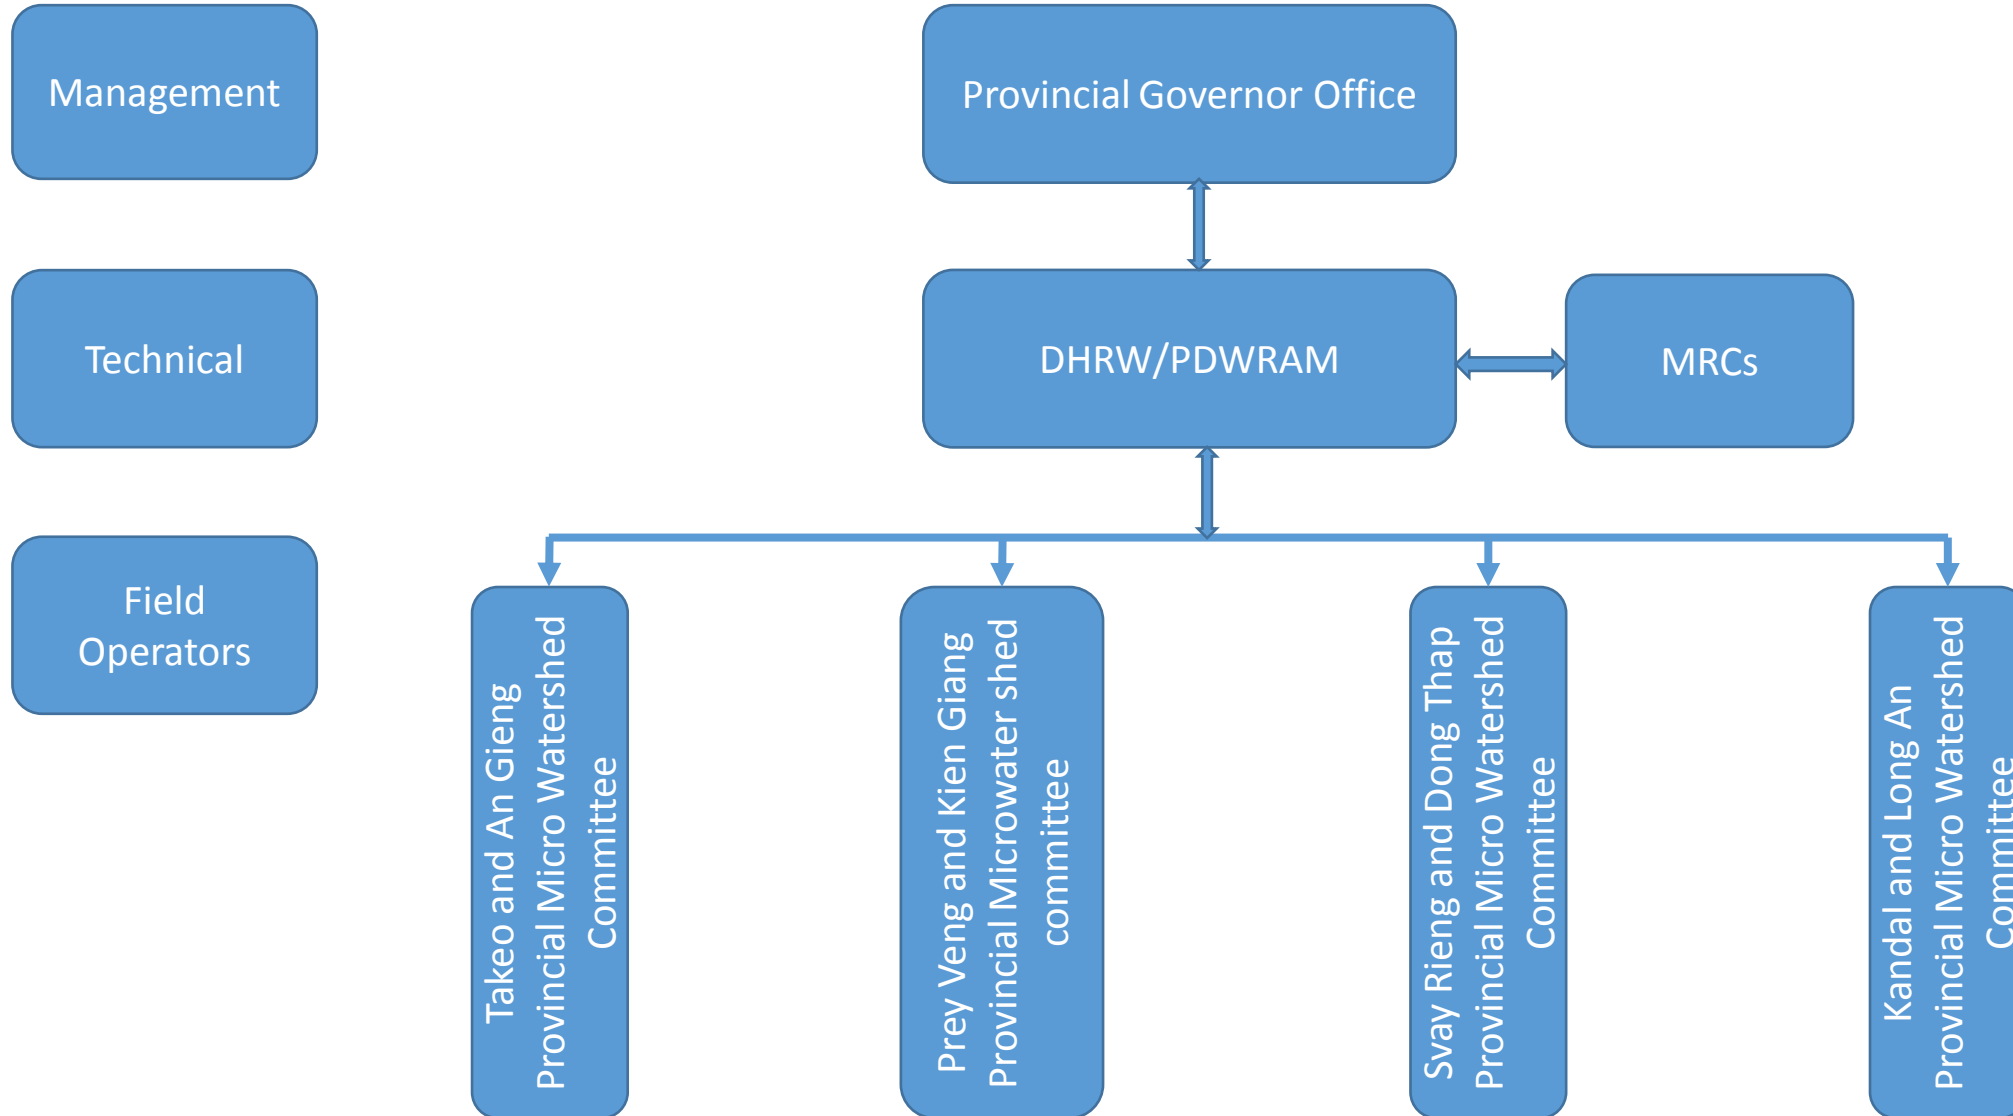 Management
Provincial Governor Office
Technical
DHRW/PDWRAM
MRCs
Field
Operators
Takeo and An Gieng
Provincial Micro Watershed
Committee
Prey Veng and Kien Giang
Provincial Microwater shed
committee
Svay Rieng and Dong Thap
Provincial Micro Watershed
Committee
Kandal and Long An
Provincial Micro Watershed
Committee